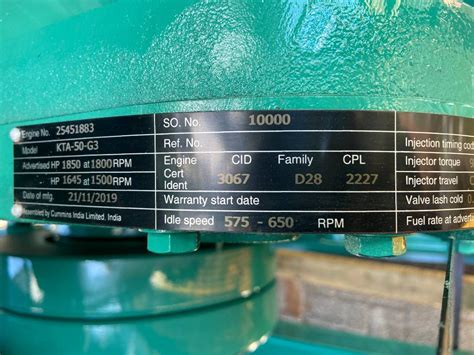 Engine No. 25451883
Model KTA-50-G3
Advertised HP 1850 at 1800RPM
HP 1645 at 1500RPM
Date of mfg. 21/11/2019
Assembled by Cummins India Limited, India
SO. No. 10000
Ref. No.
Engine CID Family CPL
Cert
Ident 3067 D28 2227
Warranty start date
Idle speed 575 - 650 RPM
Injection timing
Injector torque
Injector travel
Valve lash cold
Fuel rate at